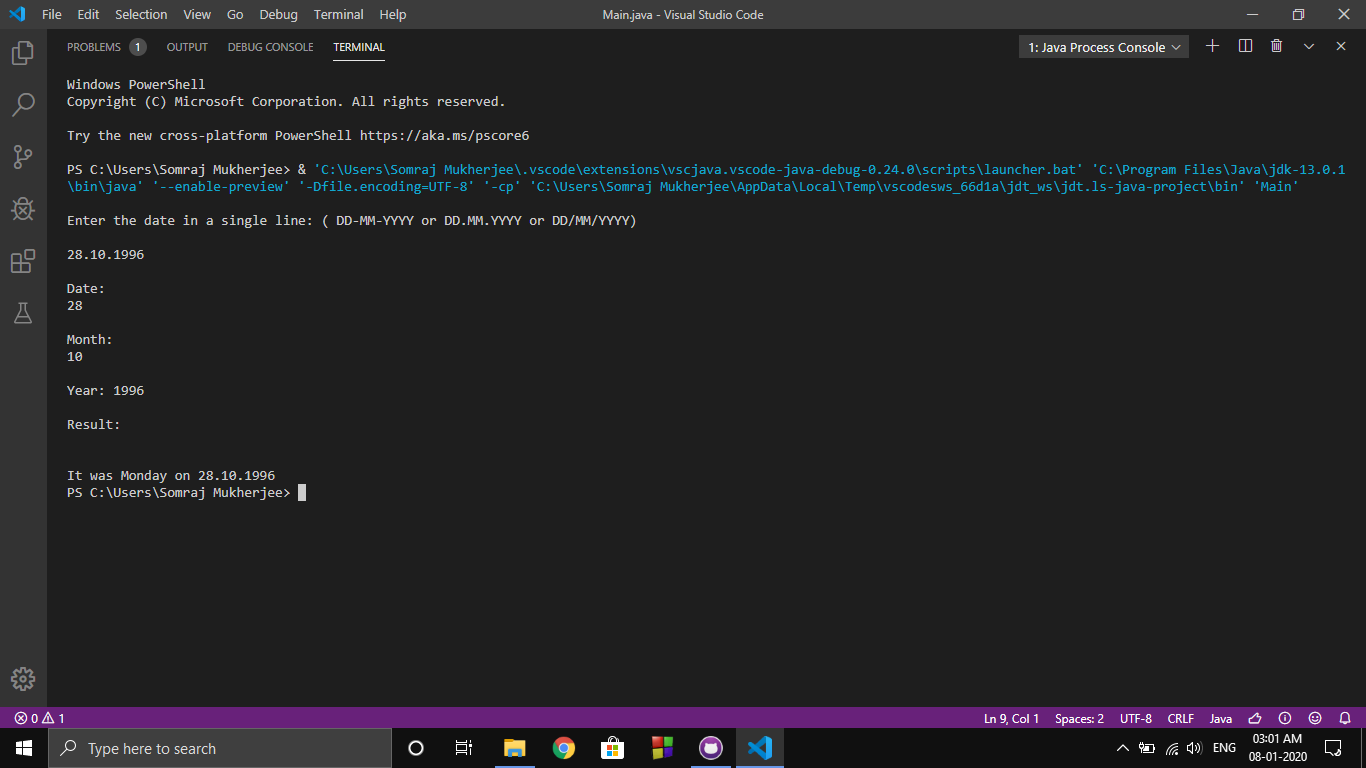 File Edit Selection View Go Debug Terminal Help
Main.java - Visual Studio Code
PROBLEMS 1 OUTPUT DEBUG CONSOLE TERMINAL
1: Java Process Console
Windows PowerShell
Copyright (C) Microsoft Corporation. All rights reserved.
Try the new cross-platform PowerShell https://aka.ms/pscore6
PS C:\Users\Somraj Mukherjee> & 'C:\Users\Somraj Mukherjee\.vscode\extensions\vscjava.vscode-java-debug-0.24.0\scripts\launcher.bat' 'C:\Program Files\Java\jdk-13.0.1
\bin\java' '--enable-preview' '-Dfile.encoding=UTF-8' '-cp' 'C:\Users\Somraj Mukherjee\AppData\Local\Temp\vscodesws_66d1a\jdt_ws\jdt.ls-java-project\bin' 'Main'
Enter the date in a single line: ( DD-MM-YYYY or DD.MM.YYYY or DD/MM/YYYY)
28.10.1996
Date:
28
Month:
10
Year: 1996
Result:
It was Monday on 28.10.1996
PS C:\Users\Somraj Mukherjee>
0 1
Ln 9, Col 1 Spaces: 2 UTF-8 CRLF Java
Type here to search
ENG
03:01 AM
08-01-2020